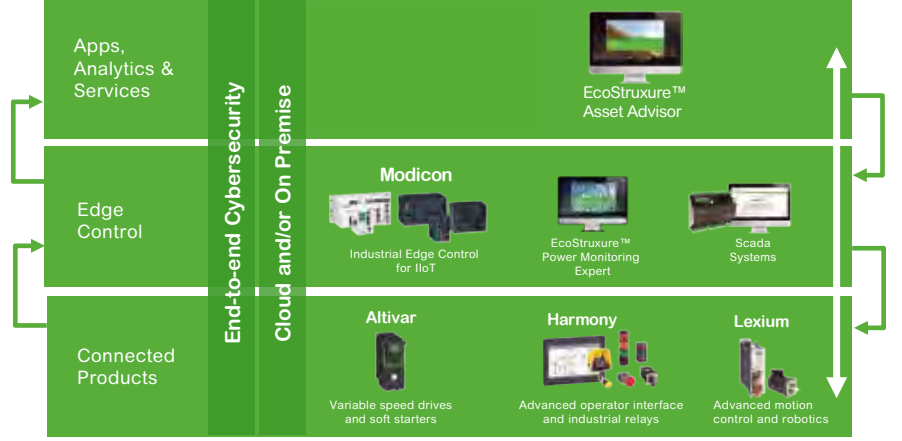 Apps,
Analytics &
Services
End-to-end Cybersecurity
Cloud and/or On Premise
EcoStruxure™
Asset Advisor
Edge
Control
Modicon
Industrial Edge Control
for IIoT
EcoStruxure™
Power Monitoring
Expert
Scada
Systems
Connected
Products
Altivar
Variable speed drives
and soft starters
Harmony
Advanced operator interface
and industrial relays
Lexium
Advanced motion
control and robotics